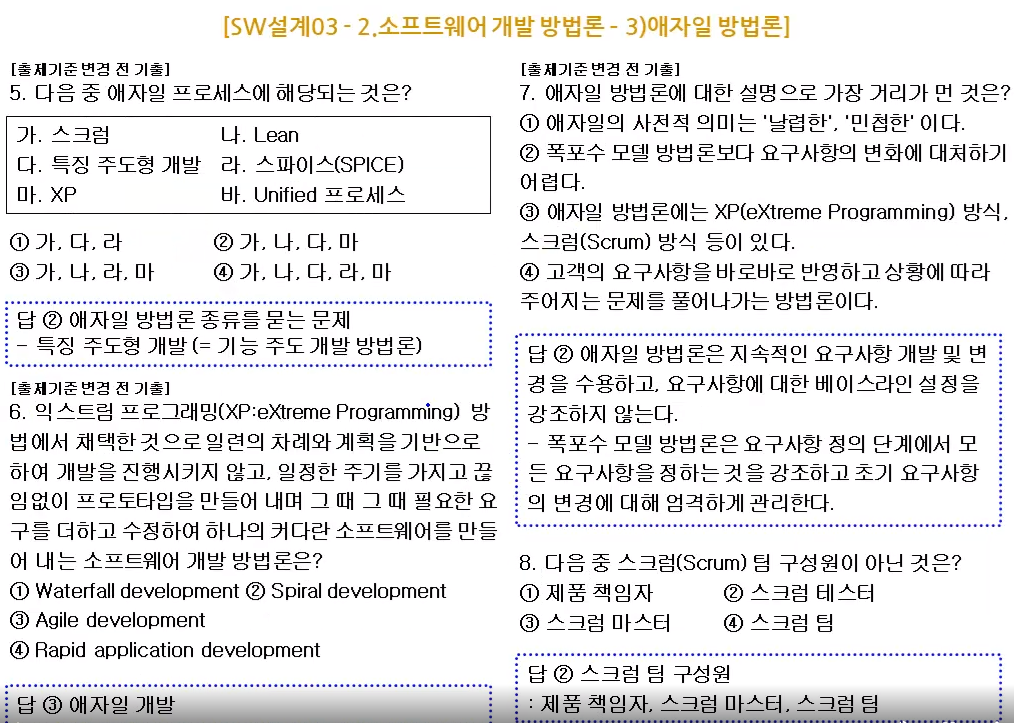 [SW설계03 - 2.소프트웨어 개발 방법론 - 3)애자일 방법론]
[출제기준 변경 전 기출]
5. 다음 중 애자일 프로세스에 해당되는 것은?
가. 스크럼 나. Lean
다. 특징 주도형 개발 라. 스파이스(SPICE)
마. XP 바. Unified 프로세스
① 가, 다, 라 ② 가, 나, 다, 마
③ 가, 나, 라, 마 ④ 가, 나, 다, 라, 마
답 ② 애자일 방법론 종류를 묻는 문제
- 특징 주도형 개발 (= 기능 주도 개발 방법론)
[출제기준 변경 전 기출]
6. 익스트림 프로그래밍(XP:eXtreme Programming) 방
법에서 채택한 것으로 일련의 차례와 계획을 기반으로
하여 개발을 진행시키지 않고, 일정한 주기를 가지고 끊
임없이 프로토타입을 만들어 내며 그 때 그 때 필요한 요
구를 더하고 수정하여 하나의 커다란 소프트웨어를 만들
어 내는 소프트웨어 개발 방법론은?
① Waterfall development ② Spiral development
③ Agile development
④ Rapid application development
답 ③ 애자일 개발
[출제기준 변경 전 기출]
7. 애자일 방법론에 대한 설명으로 가장 거리가 먼 것은?
① 애자일의 사전적 의미는 '날렵한', '민첩한' 이다.
② 폭포수 모델 방법론보다 요구사항의 변화에 대처하기
어렵다.
③ 애자일 방법론에는 XP(eXtreme Programming) 방식,
스크럼(Scrum) 방식 등이 있다.
④ 고객의 요구사항을 바로바로 반영하고 상황에 따라
주어지는 문제를 풀어나가는 방법론이다.
답 ② 애자일 방법론은 지속적인 요구사항 개발 및 변
경을 수용하고, 요구사항에 대한 베이스라인 설정을
강조하지 않는다.
- 폭포수 모델 방법론은 요구사항 정의 단계에서 모
든 요구사항을 정하는 것을 강조하고 초기 요구사항
의 변경에 대해 엄격하게 관리한다.
8. 다음 중 스크럼(Scrum) 팀 구성원이 아닌 것은?
① 제품 책임자 ② 스크럼 테스터
③ 스크럼 마스터 ④ 스크럼 팀
답 ② 스크럼 팀 구성원
: 제품 책임자, 스크럼 마스터, 스크럼 팀